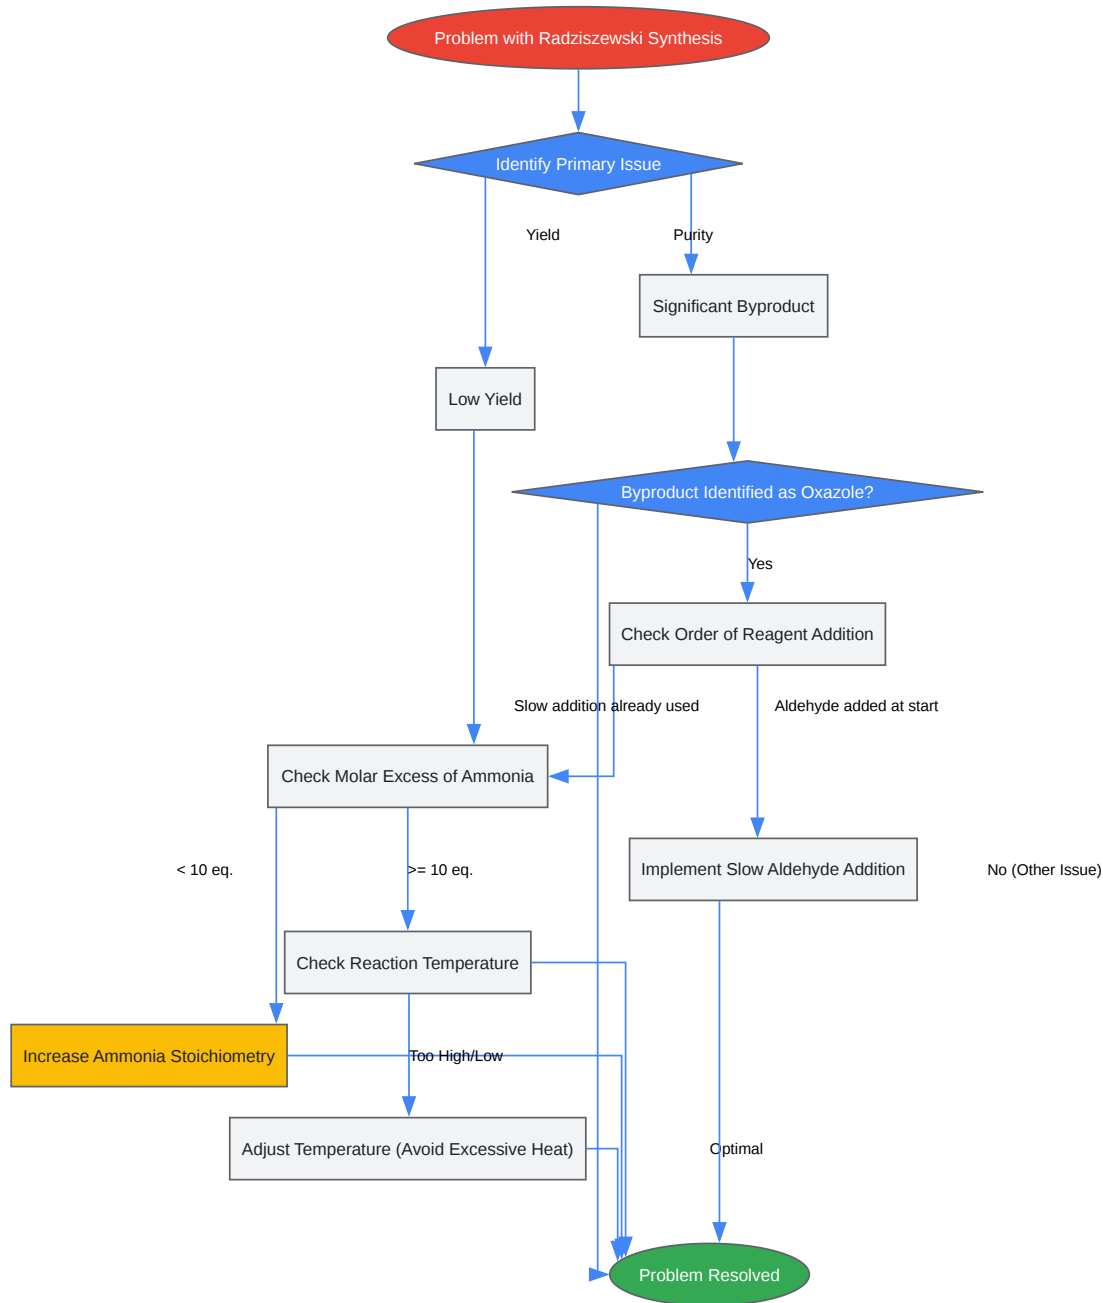 Problem with Radziszewski Synthesis
Identify Primary Issue
Yield
Purity
Significant Byproduct
Low Yield
Byproduct Identified as Oxazole?
Yes
Check Order of Reagent Addition
Slow addition already used
Aldehyde added at start
Check Molar Excess of Ammonia
< 10 eq.
>= 10 eq.
Implement Slow Aldehyde Addition
No (Other Issue)
Check Reaction Temperature
Increase Ammonia Stoichiometry
Too High/Low
Adjust Temperature (Avoid Excessive Heat)
Optimal
Problem Resolved